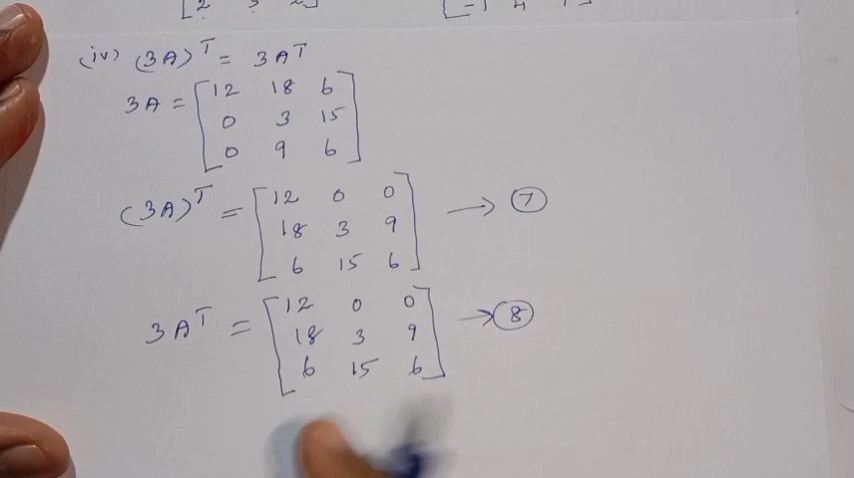 (iv) (3A)ᵀ = 3Aᵀ
3A = [12 18 6
0 3 15
0 9 6]
(3A)ᵀ = [12 0 0
18 3 9 → ⑦
6 15 6]
3Aᵀ = [12 0 0
18 3 9 → ⑧
6 15 6]